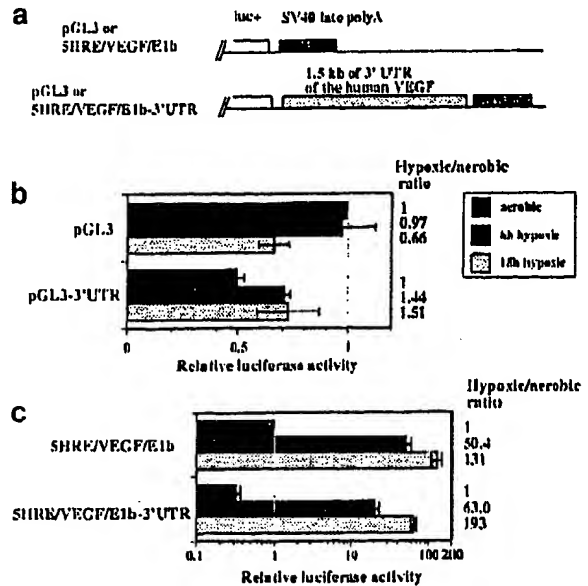 a
luc+ SV40 late polyA
pGL3 or
5HRE/VEGF/E1b
1.5 kb of 3' UTR
of the human VEGF
pGL3 or
5HRE/VEGF/E1b-3'UTR
b
Hypoxic/aerobic
ratio
pGL3
1
0.97
0.66
pGL3-3'UTR
1
1.44
1.51
aerobic
6h hypoxic
18h hypoxic
0 0.5 1
Relative luciferase activity
c
Hypoxic/aerobic
ratio
5HRE/VEGF/E1b
1
50.4
131
5HRE/VEGF/E1b-3'UTR
1
63.0
193
0.1 1 10 100 200
Relative luciferase activity